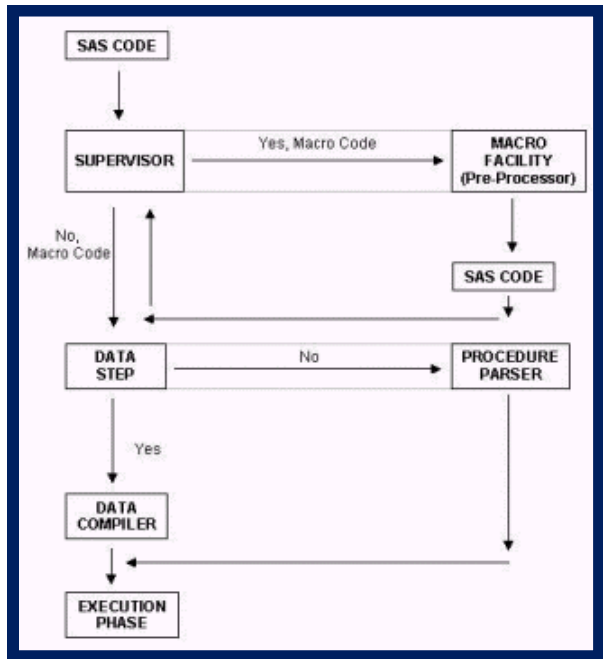 SAS CODE
SUPERVISOR
Yes, Macro Code
MACRO
FACILITY
(Pre-Processor)
No,
Macro Code
SAS CODE
DATA
STEP
No
PROCEDURE
PARSER
Yes
DATA
COMPILER
EXECUTION
PHASE